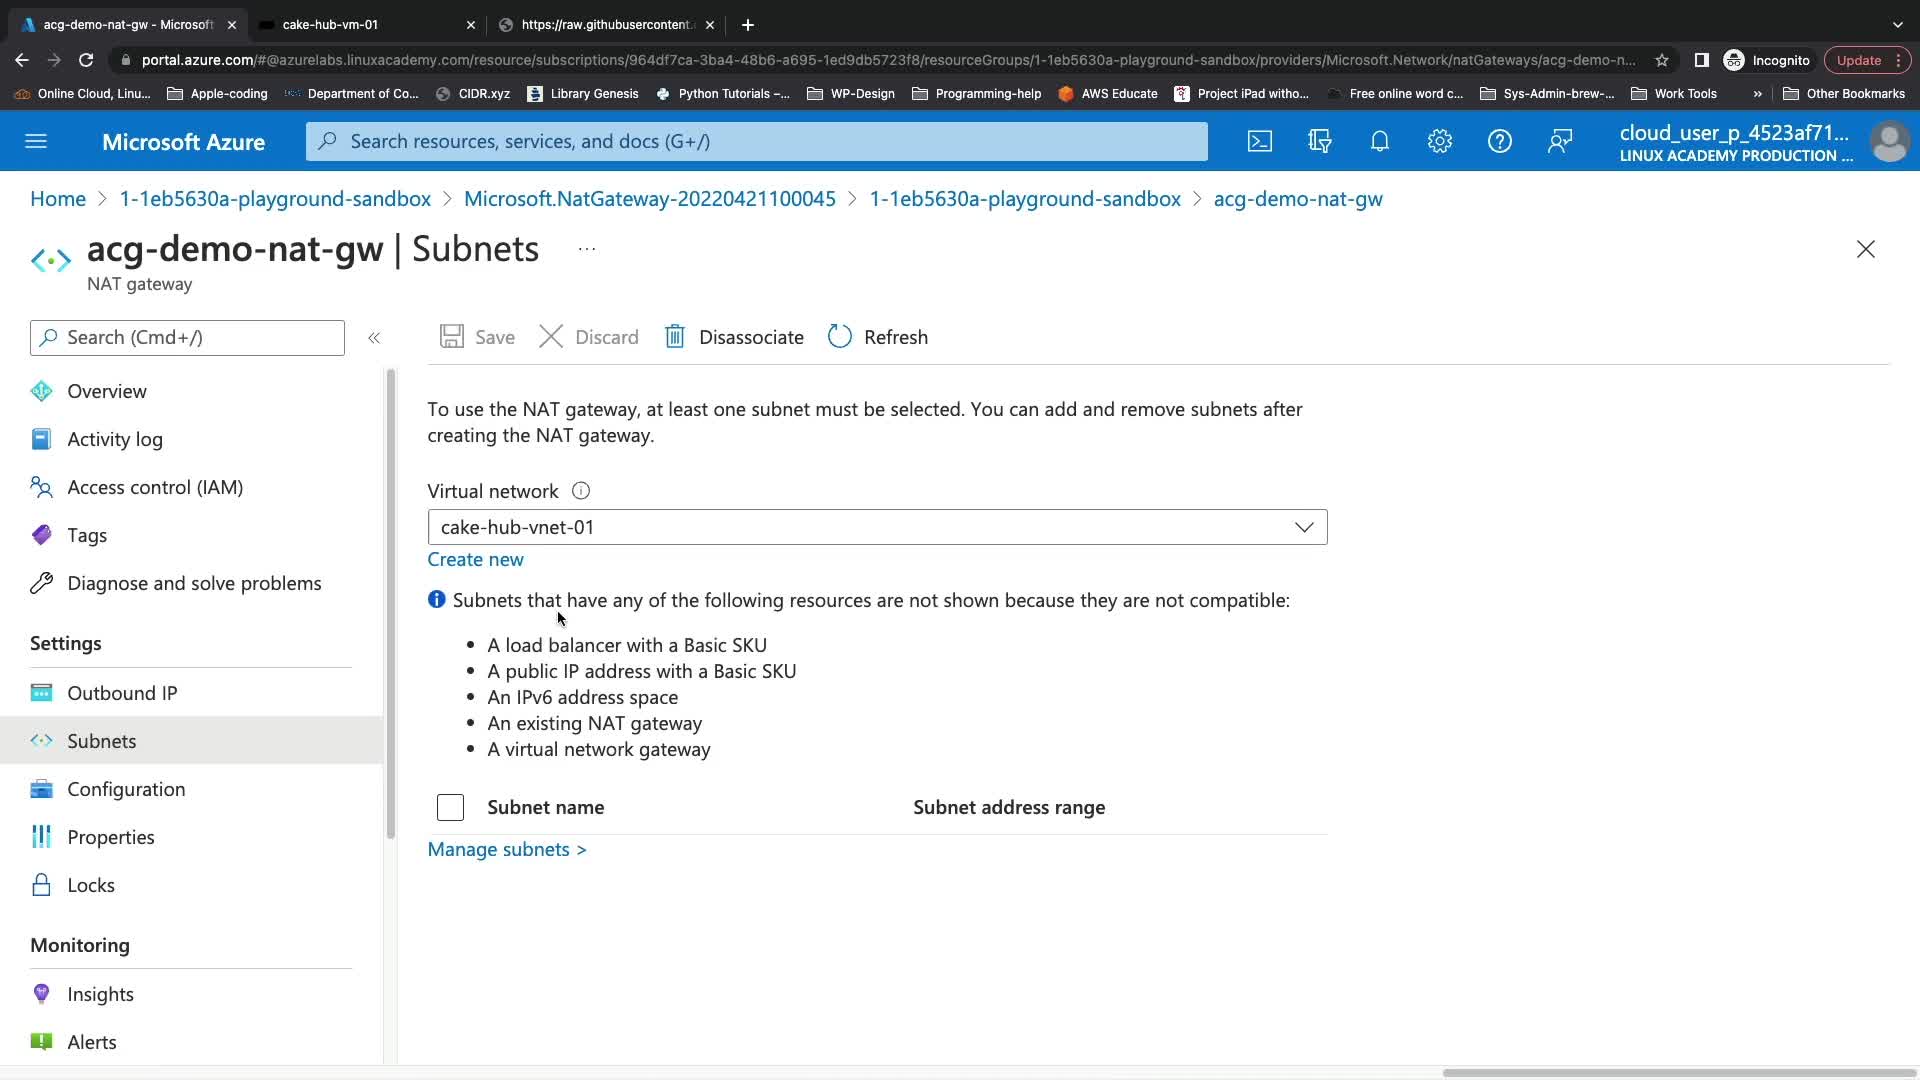 acg-demo-nat-gw - Microsoft
cake-hub-vm-01
https://raw.githubusercontent.
portal.azure.com/#@azurelabs.linuxacademy.com/resource/subscriptions/964df7ca-3ba4-48b6-a695-1ed9db5723f8/resourceGroups/1-1eb5630a-playground-sandbox/providers/Microsoft.Network/natGateways/acg-demo-n...
Incognito
Update
Online Cloud, Linu...
Apple-coding
Department of Co...
CIDR.xyz
Library Genesis
Python Tutorials –...
WP-Design
Programming-help
AWS Educate
Project iPad witho...
Free online word c...
Sys-Admin-brew-...
Work Tools
»
Other Bookmarks
Microsoft Azure
Search resources, services, and docs (G+/)
cloud_user_p_4523af71...
LINUX ACADEMY PRODUCTION ...
Home > 1-1eb5630a-playground-sandbox > Microsoft.NatGateway-20220421100045 > 1-1eb5630a-playground-sandbox > acg-demo-nat-gw
acg-demo-nat-gw | Subnets ...
NAT gateway
Search (Cmd+/)
«
Save
Discard
Disassociate
Refresh
Overview
Activity log
Access control (IAM)
Tags
Diagnose and solve problems
Settings
Outbound IP
Subnets
Configuration
Properties
Locks
Monitoring
Insights
Alerts
To use the NAT gateway, at least one subnet must be selected. You can add and remove subnets after
creating the NAT gateway.
Virtual network
cake-hub-vnet-01
Create new
Subnets that have any of the following resources are not shown because they are not compatible:
• A load balancer with a Basic SKU
• A public IP address with a Basic SKU
• An IPv6 address space
• An existing NAT gateway
• A virtual network gateway
Subnet name
Subnet address range
Manage subnets >